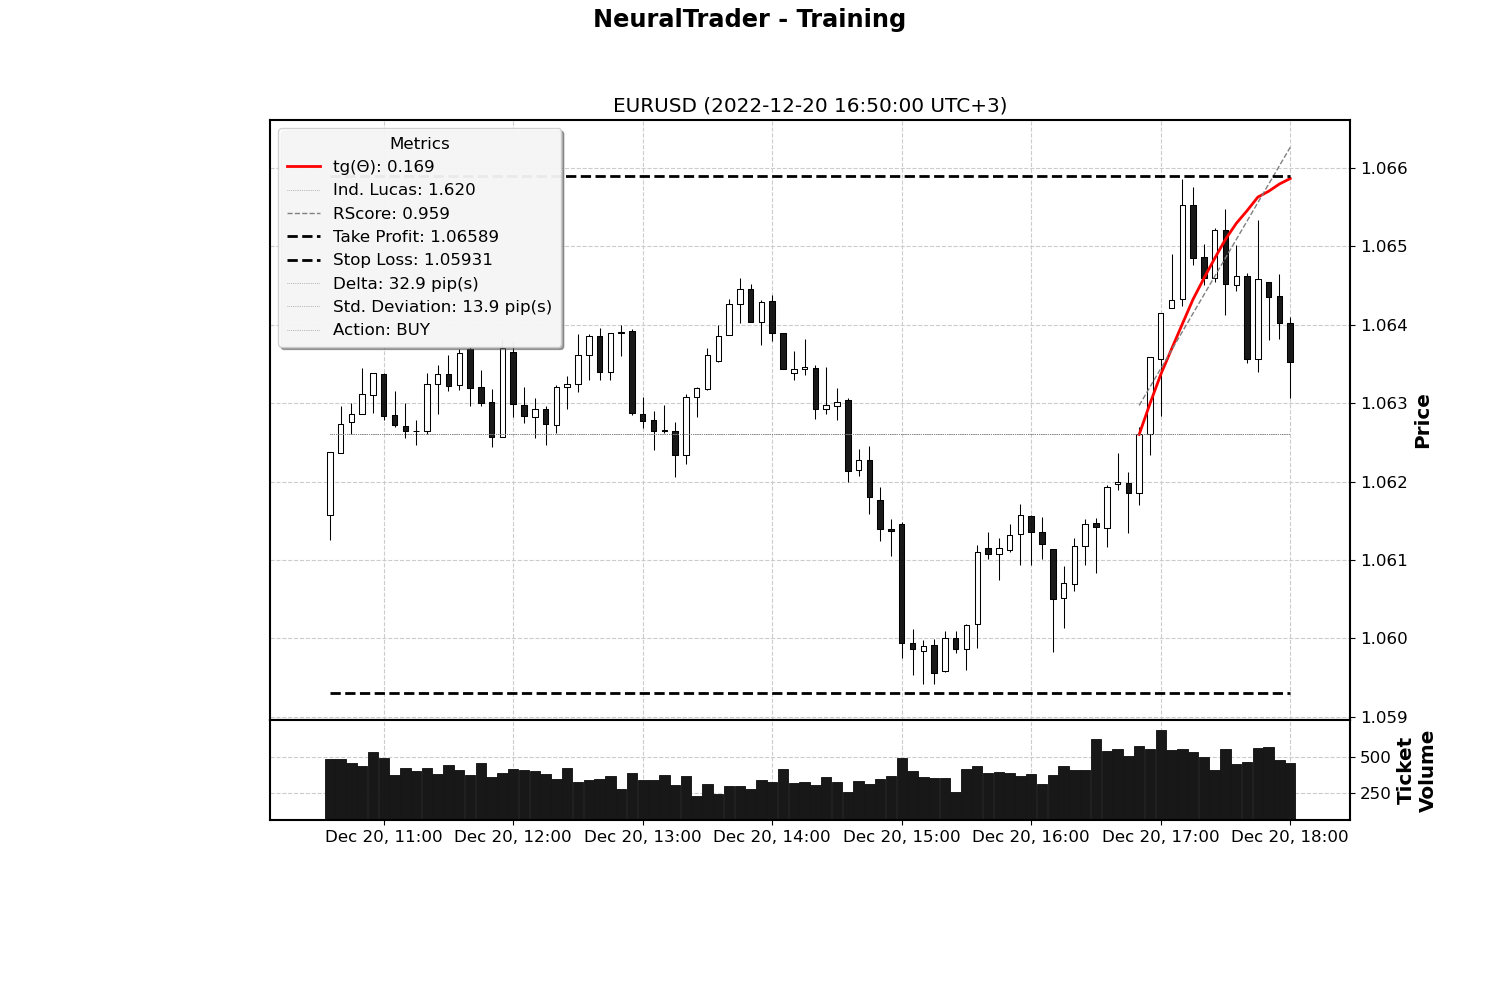 NeuralTrader - Training
EURUSD (2022-12-20 16:50:00 UTC+3)
Metrics
tg(Θ): 0.169
Ind. Lucas: 1.620
RScore: 0.959
Take Profit: 1.06589
Stop Loss: 1.05931
Delta: 32.9 pip(s)
Std. Deviation: 13.9 pip(s)
Action: BUY
1.066
1.065
1.064
1.063
1.062
1.061
1.060
1.059
Price
500
250
Ticket
Volume
Dec 20, 11:00
Dec 20, 12:00
Dec 20, 13:00
Dec 20, 14:00
Dec 20, 15:00
Dec 20, 16:00
Dec 20, 17:00
Dec 20, 18:00